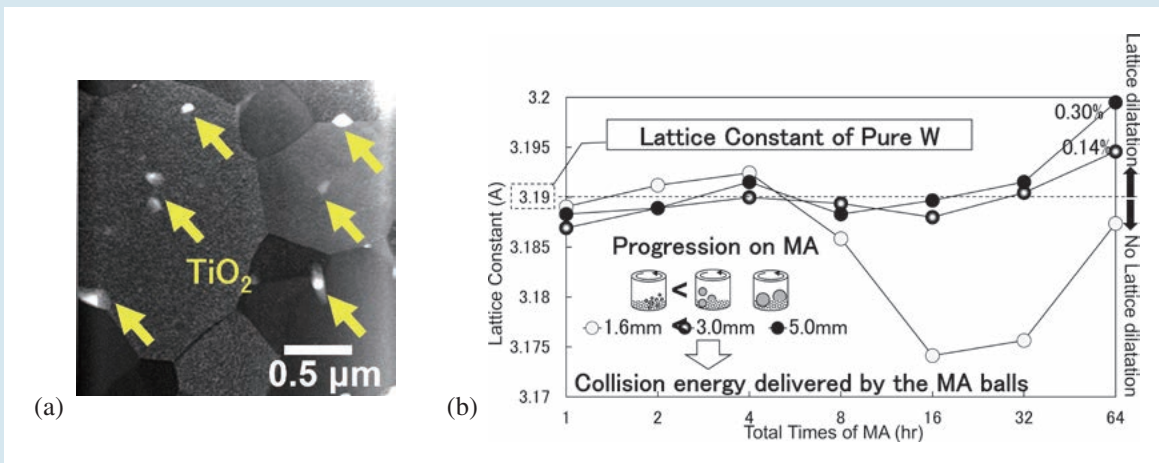 TiO2
0.5 μm
(a)
Lattice Constant (A)
3.2
3.195
3.19
3.185
3.18
3.175
3.17
Lattice Constant of Pure W
0.30%
0.14%
Lattice dilatation
No Lattice dilatation
Progression on MA
<
1.6mm < 3.0mm 5.0mm
Collision energy delivered by the MA balls
1 2 4 8 16 32 64
Total Times of MA (hr)
(b)